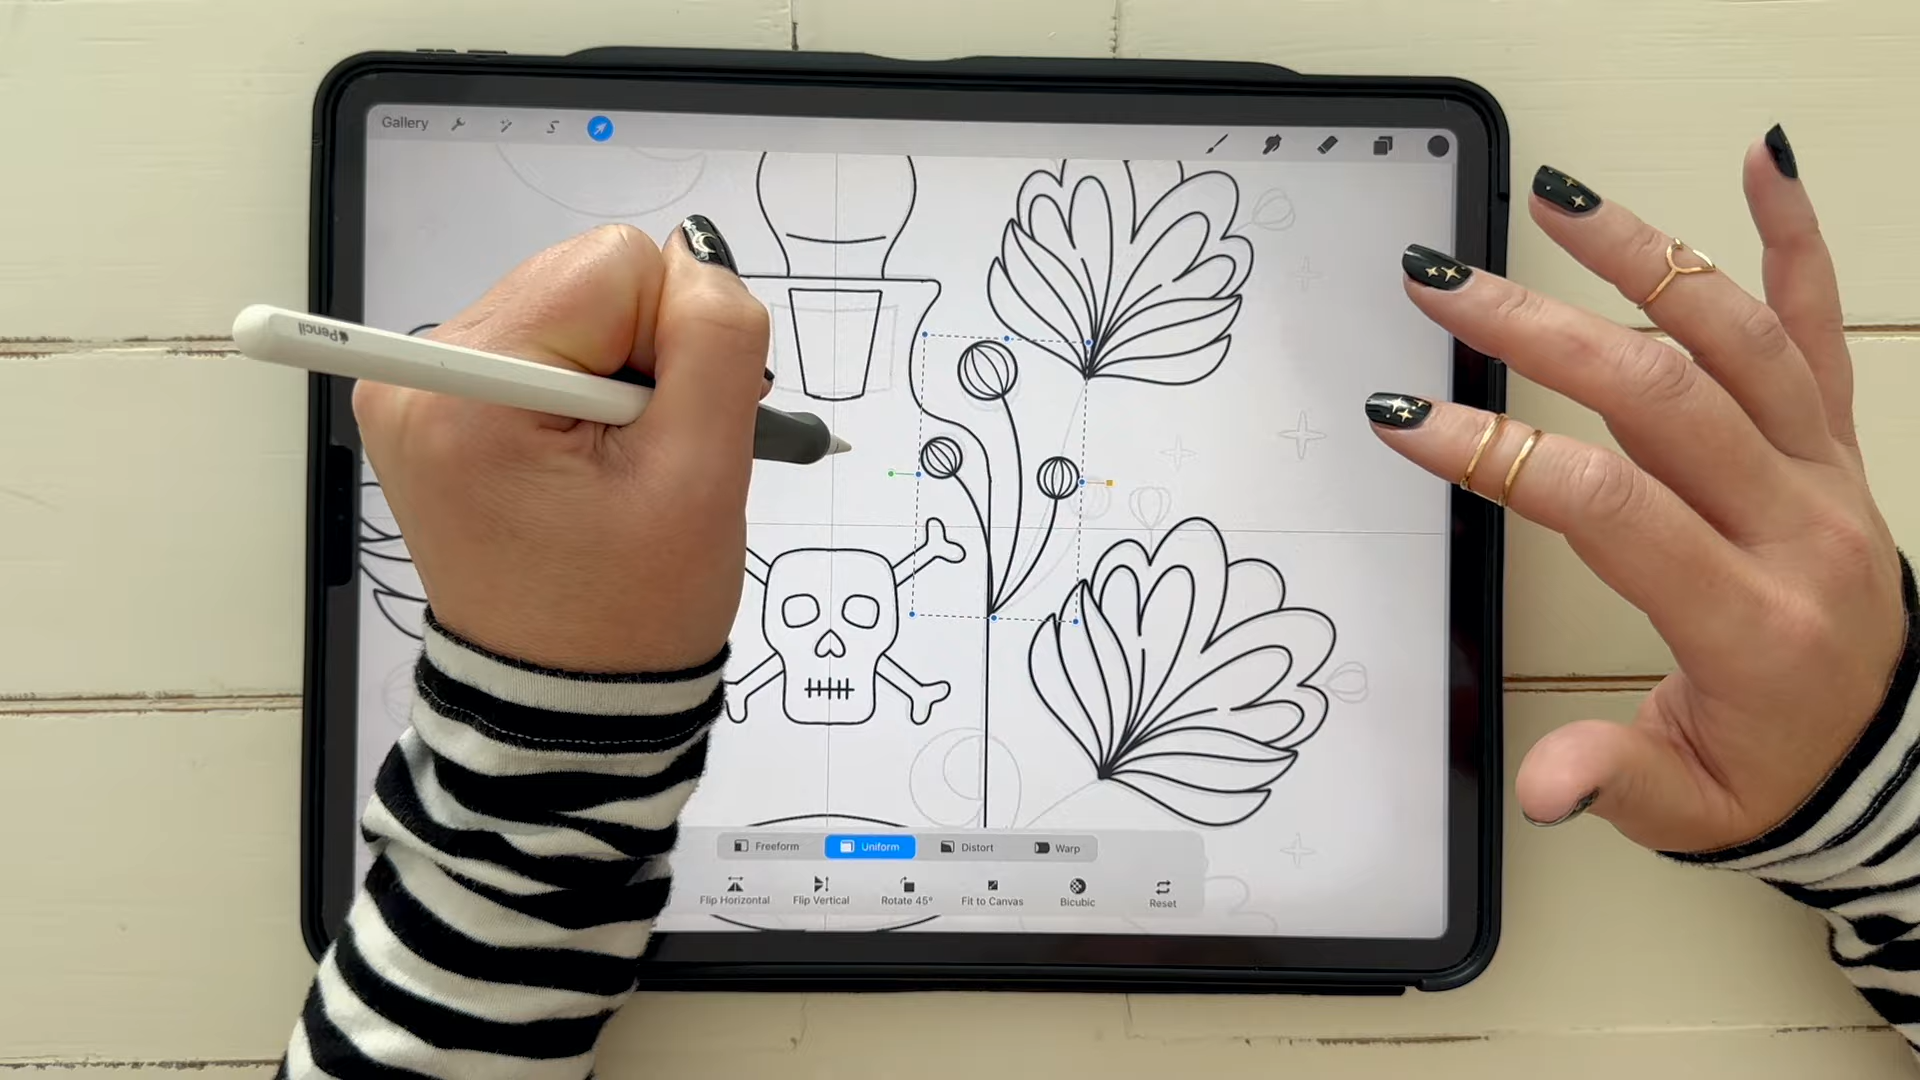 Gallery
Pencil
Freeform Uniform Distort Warp
Flip Horizontal Flip Vertical Rotate 45° Fit to Canvas Bicubic Reset